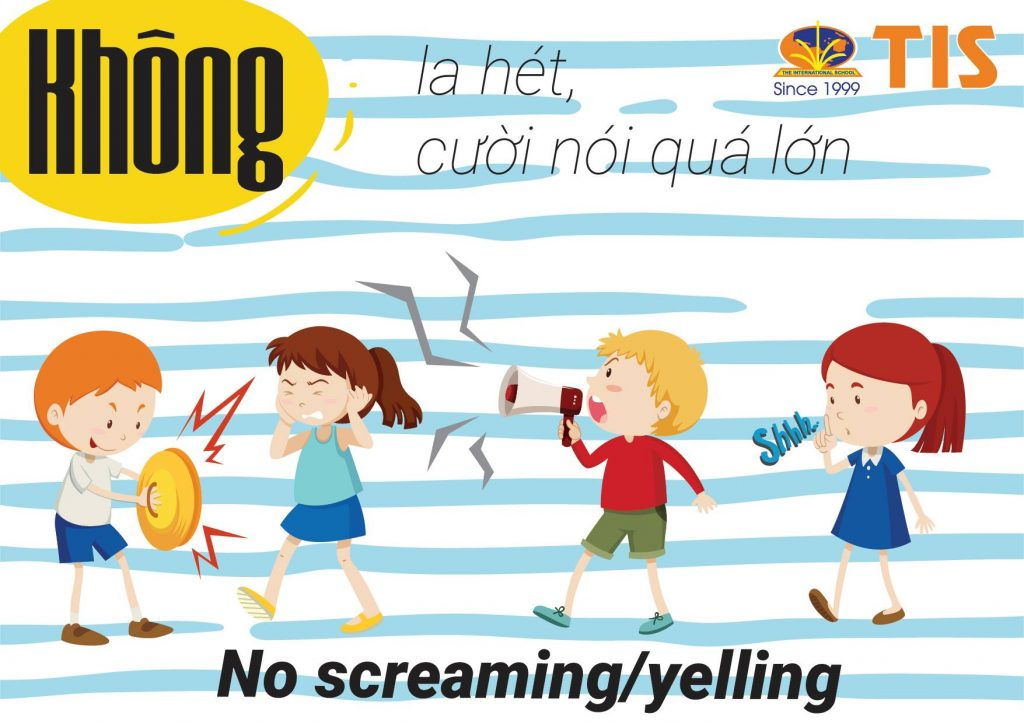 Không
la hét,
cười nói quá lớn
THE INTERNATIONAL SCHOOL
Since 1999
TIS
Shhh..
No screaming/yelling